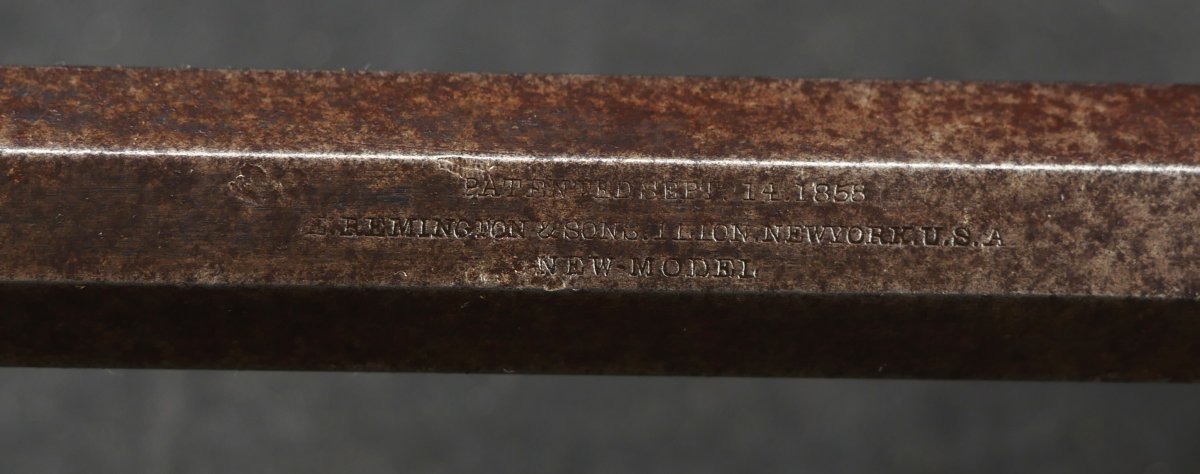 PATENTED SEPT. 14.1858
E.REMINGTON & SONS.ILION.NEWYORK.U.S.A
NEW-MODEL